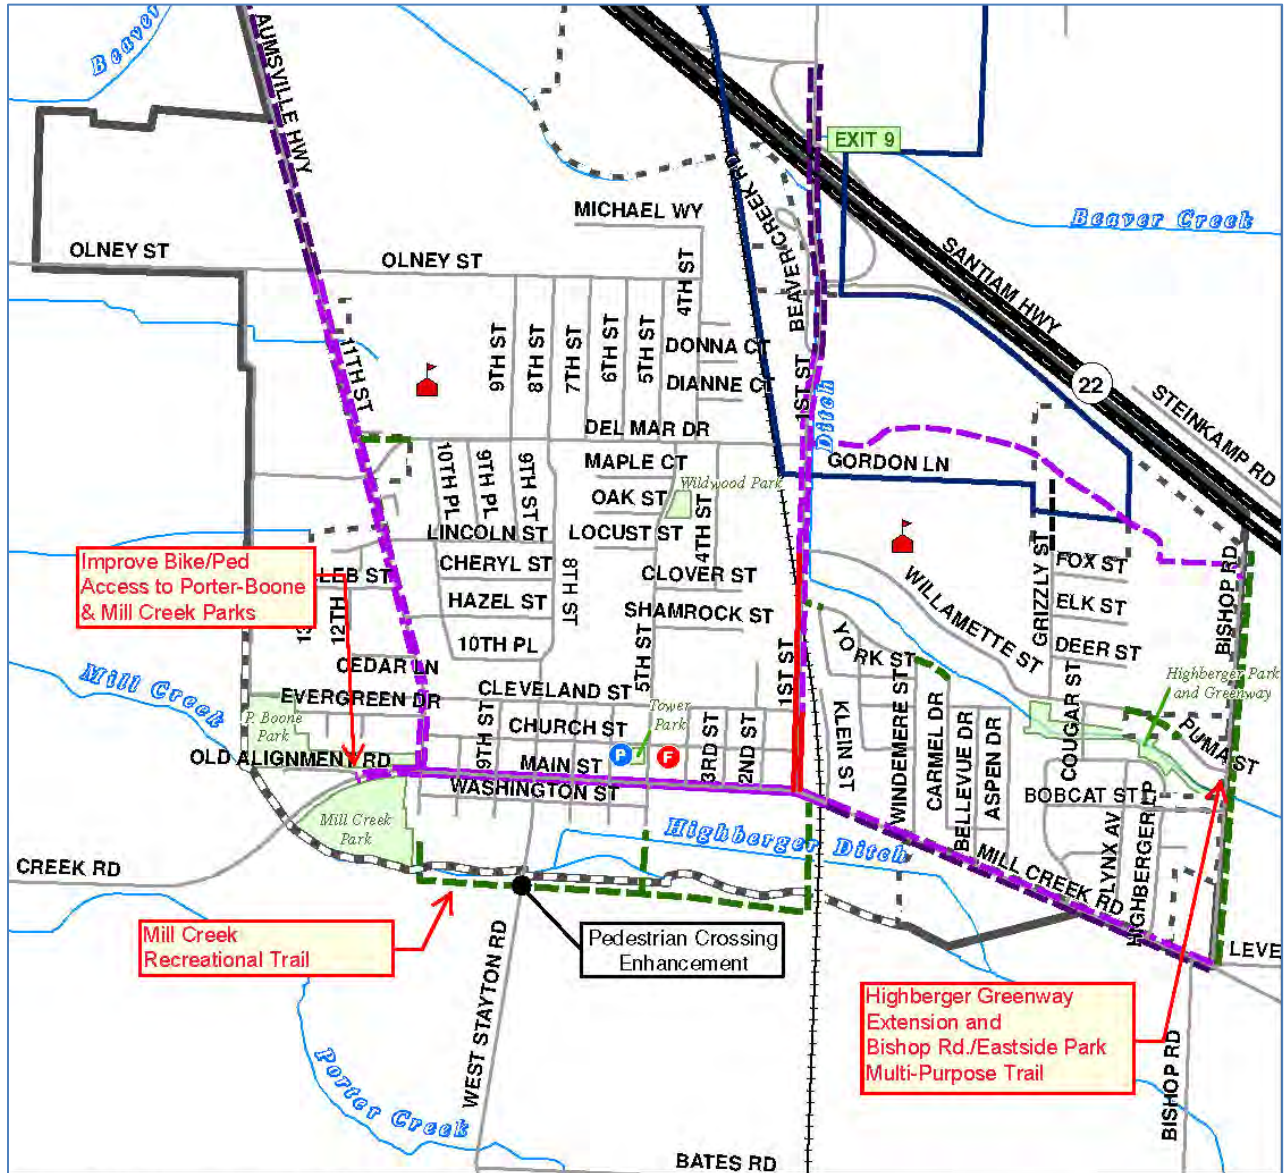 Beaver
AUMSVILLE HWY
EXIT 9
BEAVER CREEK RD
MICHAEL WY
Beaver Creek
OLNEY ST
OLNEY ST
SANTIAM HWY
4TH ST
9TH ST
8TH ST
7TH ST
6TH ST
5TH ST
DONNA CT
DIANNE CT
11TH ST
1ST ST
Ditch
22
STEINKAMP RD
DEL MAR DR
MAPLE CT
GORDON LN
10TH PL
9TH PL
9TH ST
Wildwood Park
OAK ST
4TH ST
LINCOLN ST
LOCUST ST
Improve Bike/Ped
Access to Porter-Boone
& Mill Creek Parks
LEB ST
CHERYL ST
8TH ST
CLOVER ST
GRIZZLY ST
FOX ST
BISHOP RD
WILLAMETTE ST
HAZEL ST
SHAMROCK ST
ELK ST
13
12TH
10TH PL
YORK ST
DEER ST
CEDAR LN
5TH ST
1ST ST
Highberger Park
and Greenway
Mill Creek
EVERGREEN DR
CLEVELAND ST
Tower
Park
P. Boone
Park
CHURCH ST
9TH ST
3RD ST
2ND ST
KLEIN ST
WINDEMERE ST
CARMEL DR
BELLEVUE DR
ASPEN DR
COUGAR ST
PUMA ST
OLD ALIGNMENT RD
MAIN ST
P
F
WASHINGTON ST
BOBCAT ST
LYNX AV
HIGHBERGER LP
Mill Creek
Park
Highberger Ditch
MILL CREEK RD
CREEK RD
Mill Creek
Recreational Trail
Pedestrian Crossing
Enhancement
LEVE
WEST STAYTON RD
Highberger Greenway
Extension and
Bishop Rd./Eastside Park
Multi-Purpose Trail
BISHOP RD
Porter Creek
BATES RD